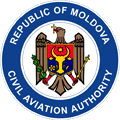 REPUBLIC OF MOLDOVA
CIVIL AVIATION AUTHORITY